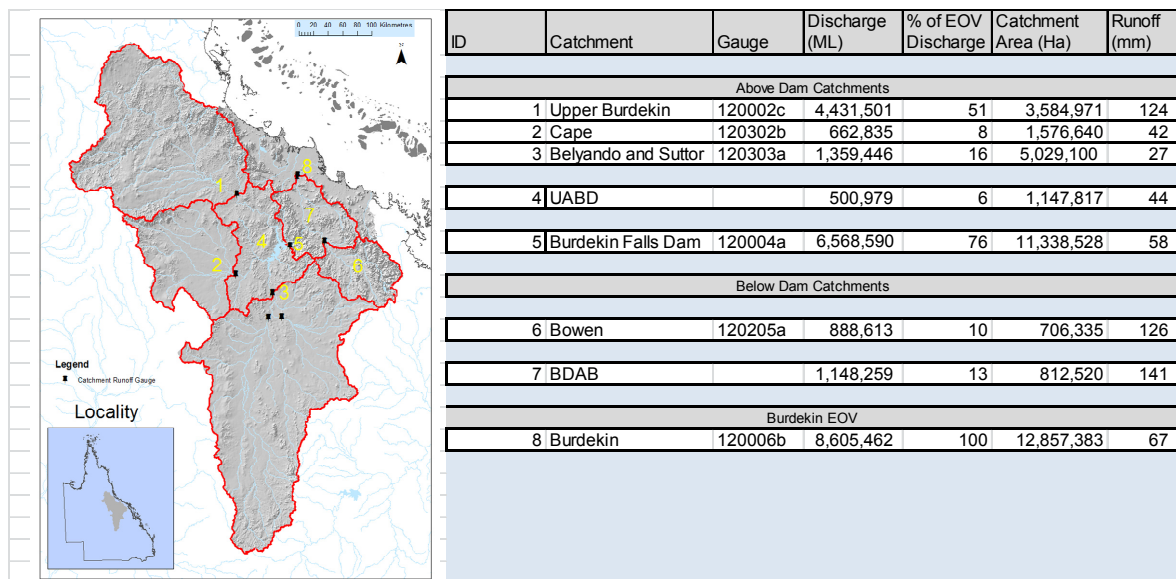 0 20 40 60 80 100 Kilometres
1
8
7
4
5
6
2
3
Legend
Catchment Runoff Gauge
Locality
ID Catchment Gauge Discharge (ML) % of EOV Discharge Catchment Area (Ha) Runoff (mm)
Above Dam Catchments
1 Upper Burdekin 120002c 4,431,501 51 3,584,971 124
2 Cape 120302b 662,835 8 1,576,640 42
3 Belyando and Suttor 120303a 1,359,446 16 5,029,100 27
4 UABD 500,979 6 1,147,817 44
5 Burdekin Falls Dam 120004a 6,568,590 76 11,338,528 58
Below Dam Catchments
6 Bowen 120205a 888,613 10 706,335 126
7 BDAB 1,148,259 13 812,520 141
Burdekin EOV
8 Burdekin 120006b 8,605,462 100 12,857,383 67